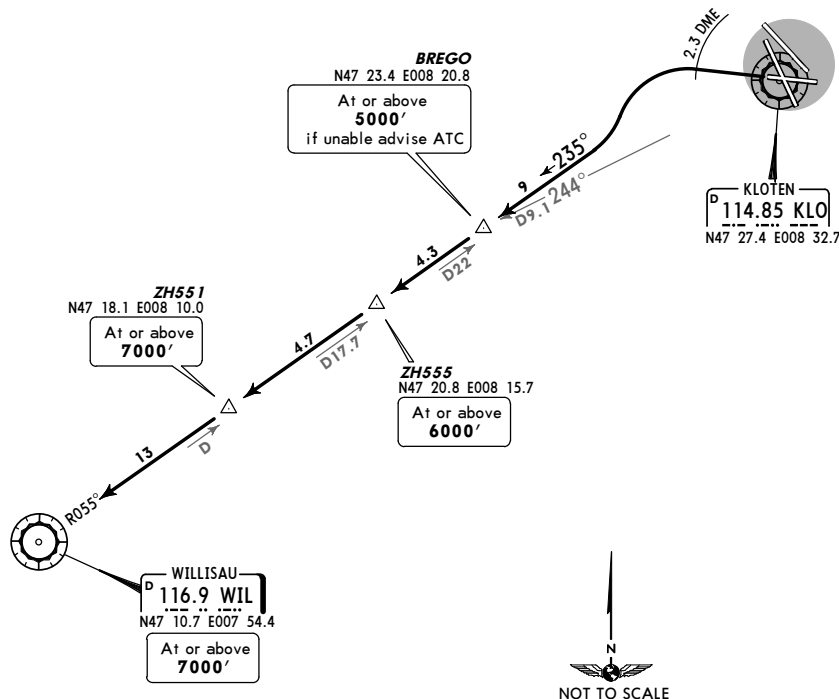 2.3 DME
BREGO
N47 23.4 E008 20.8
At or above
5000'
if unable advise ATC
235°
9
D9.1 244°
KLOTEN
D 114.85 KLO
N47 27.4 E008 32.7
4.3
D22
ZH551
N47 18.1 E008 10.0
At or above
7000'
4.7
D17.7
ZH555
N47 20.8 E008 15.7
At or above
6000'
13
D
R055°
WILLISAU
D 116.9 WIL
N47 10.7 E007 54.4
At or above
7000'
N
NOT TO SCALE